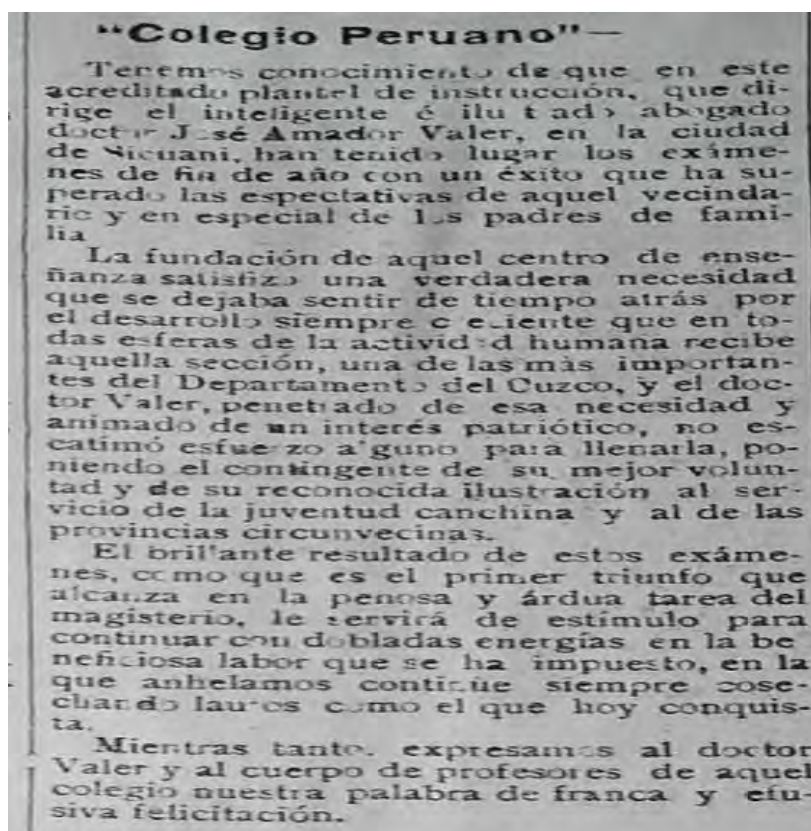 “Colegio Peruano”—
Tenemos conocimiento de que en este
acreditado plantel de instrucción, que di-
rige el inteligente é ilustrado abogado
doctor José Amador Valer, en la ciudad
de Sicuani, han tenido lugar los exáme-
nes de fin de año con un éxito que ha su-
perado las espectativas de aquel vecinda-
rio y en especial de los padres de fami-
lia
La fundación de aquel centro de ense-
ñanza satisfizo una verdadera necesidad
que se dejaba sentir de tiempo atrás por
el desarrollo siempre creciente que en to-
das esferas de la actividad humana recibe
aquella sección, una de las más importan-
tes del Departamento del Cuzco, y el doc-
tor Valer, penetrado de esa necesidad y
animado de un interés patriótico, no es-
catimó esfuerzo alguno para llenarla, po-
niendo el contingente de su mejor volun-
tad y de su reconocida ilustración al ser-
vicio de la juventud canchina y al de las
provincias circunvecinas.
El brillante resultado de estos exáme-
nes, como que es el primer triunfo que
alcanza en la penosa y árdua tarea del
magisterio, le servirá de estímulo para
continuar con dobladas energías en la be
neficiosa labor que se ha impuesto, en la
que anhelamos continúe siempre cose-
chando lauros como el que hoy conquis-
ta.
Mientras tanto, expresamos al doctor
Valer y al cuerpo de profesores de aquel
colegio nuestra palabra de franca y efu-
siva felicitación.